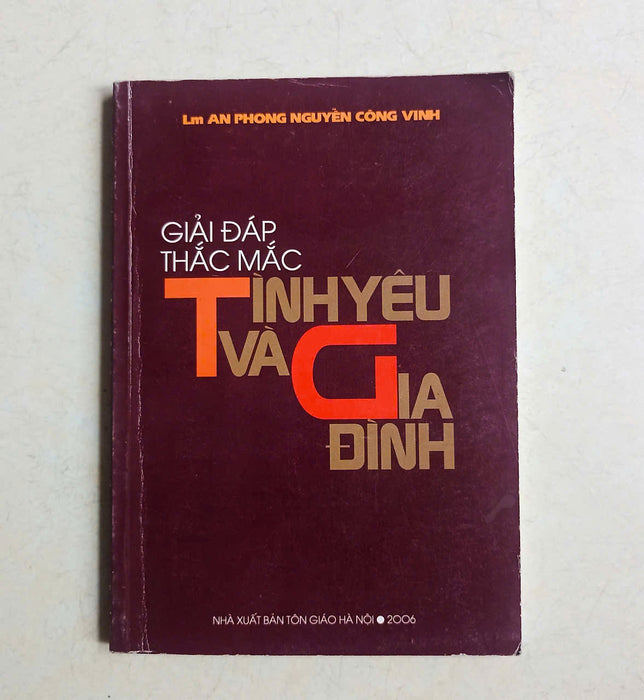 Lm AN PHONG NGUYỄN CÔNG VINH
GIẢI ĐÁP
THẮC MẮC
TÌNH YÊU
VÀ GIA
ĐÌNH
NHÀ XUẤT BẢN TÔN GIÁO HÀ NỘI ● 2006